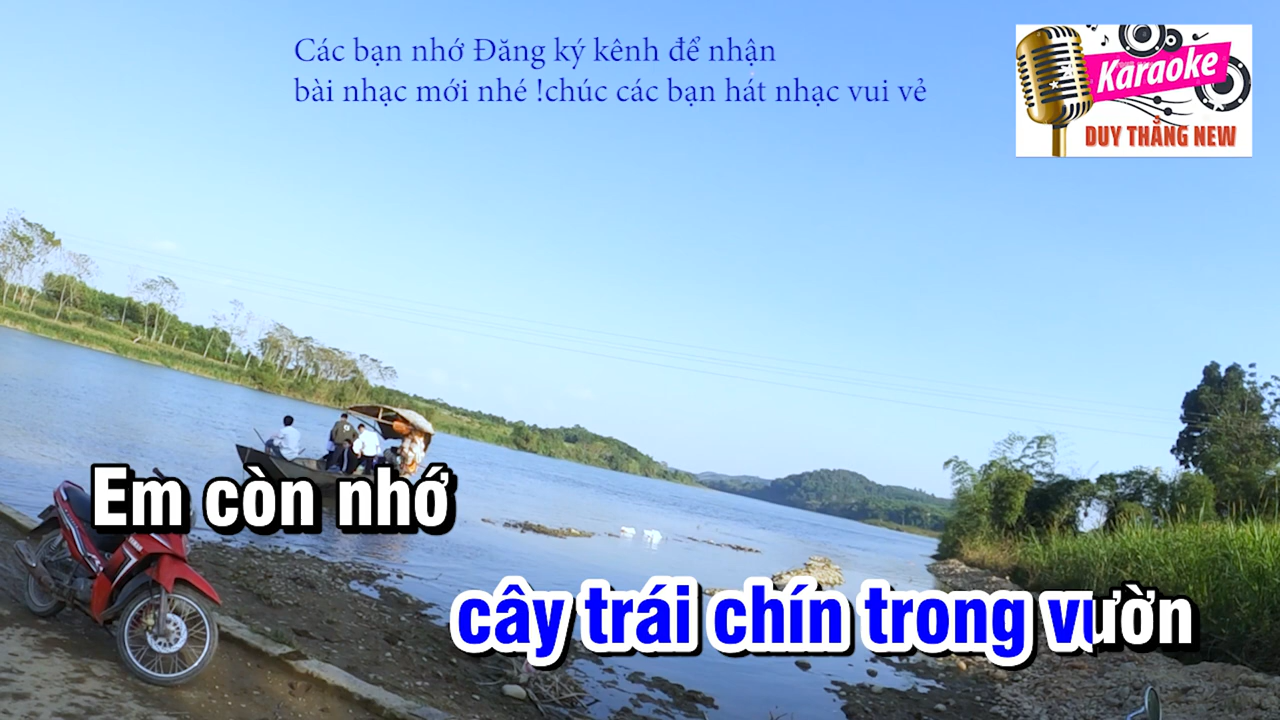 Các bạn nhớ Đăng ký kênh để nhận
bài nhạc mới nhé !chúc các bạn hát nhạc vui vẻ
Karaoke
DUY THẮNG NEW
Em còn nhớ
cây trái chín trong vườn